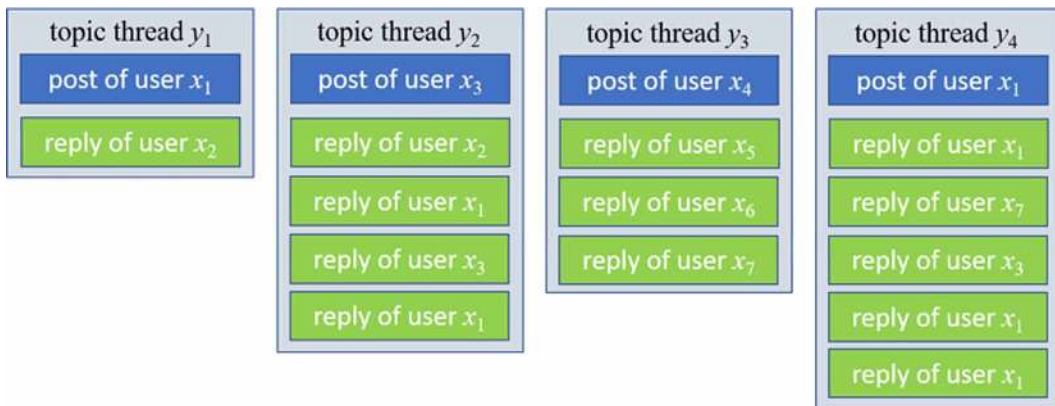 topic thread y₁
post of user x₁
reply of user x₂
topic thread y₂
post of user x₃
reply of user x₂
reply of user x₁
reply of user x₃
reply of user x₁
topic thread y₃
post of user x₄
reply of user x₅
reply of user x₆
reply of user x₇
topic thread y₄
post of user x₁
reply of user x₁
reply of user x₇
reply of user x₃
reply of user x₁
reply of user x₁